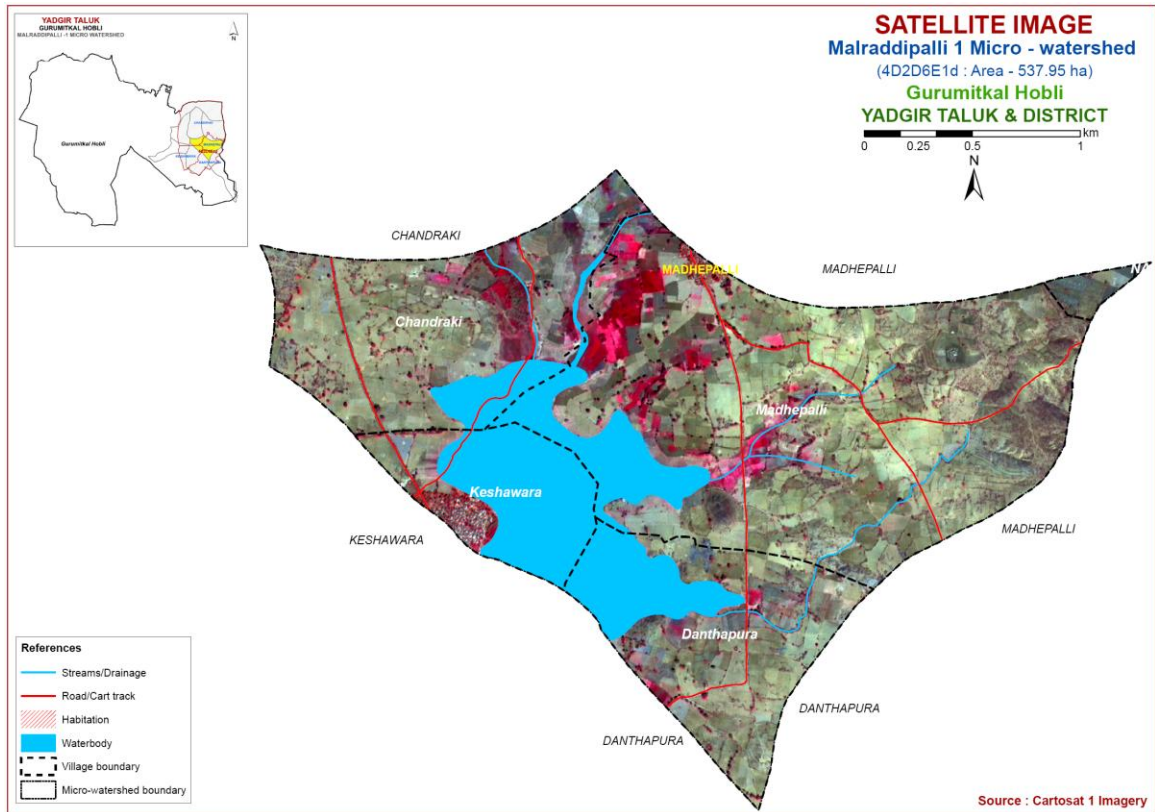 YADGIR TALUK
GURUMITKAL HOBLI
MALRADDIPALLI -1 MICRO WATERSHED
N
Gurumitkal Hobli
SATELLITE IMAGE
Malraddipalli 1 Micro - watershed
(4D2D6E1d : Area - 537.95 ha)
Gurumitkal Hobli
YADGIR TALUK & DISTRICT
km
0 0.25 0.5 1
N
CHANDRAKI
MADHEPALLI
MADHEPALLI
Chandraki
Madhepalli
Keshawara
KESHAWARA
MADHEPALLI
Danthapura
DANTHAPURA
DANTHAPURA
References
Streams/Drainage
Road/Cart track
Habitation
Waterbody
Village boundary
Micro-watershed boundary
Source : Cartosat 1 Imagery